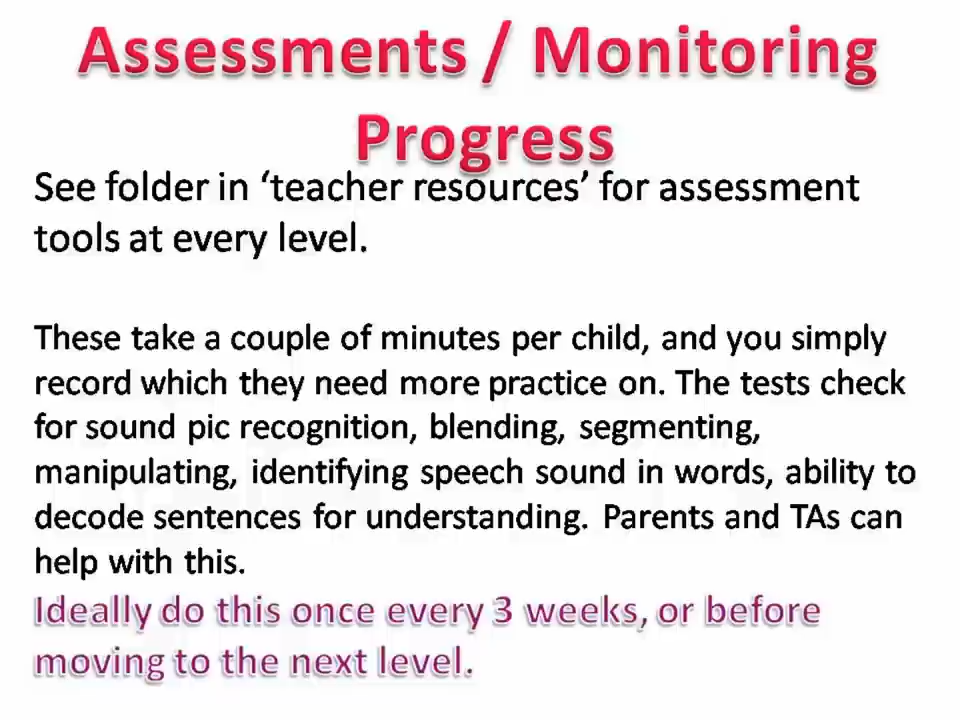 Assessments / Monitoring
Progress
See folder in ‘teacher resources’ for assessment
tools at every level.
These take a couple of minutes per child, and you simply
record which they need more practice on. The tests check
for sound pic recognition, blending, segmenting,
manipulating, identifying speech sound in words, ability to
decode sentences for understanding. Parents and TAs can
help with this.
Ideally do this once every 3 weeks, or before
moving to the next level.